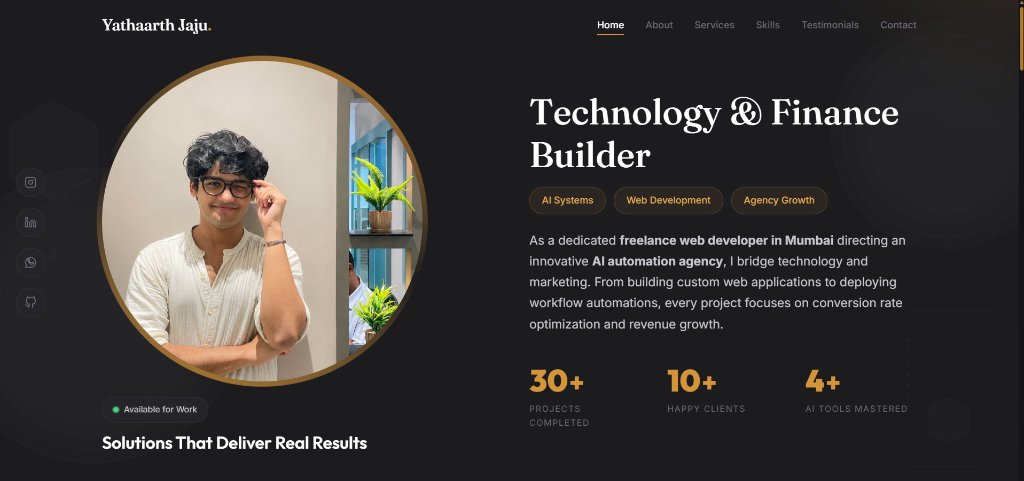 Yathaarth Jaju.
Home About Services Skills Testimonials Contact
Technology & Finance
Builder
AI Systems Web Development Agency Growth
As a dedicated freelance web developer in Mumbai directing an
innovative AI automation agency, I bridge technology and
marketing. From building custom web applications to deploying
workflow automations, every project focuses on conversion rate
optimization and revenue growth.
30+ 10+ 4+
PROJECTS HAPPY CLIENTS AI TOOLS MASTERED
COMPLETED
Available for Work
Solutions That Deliver Real Results